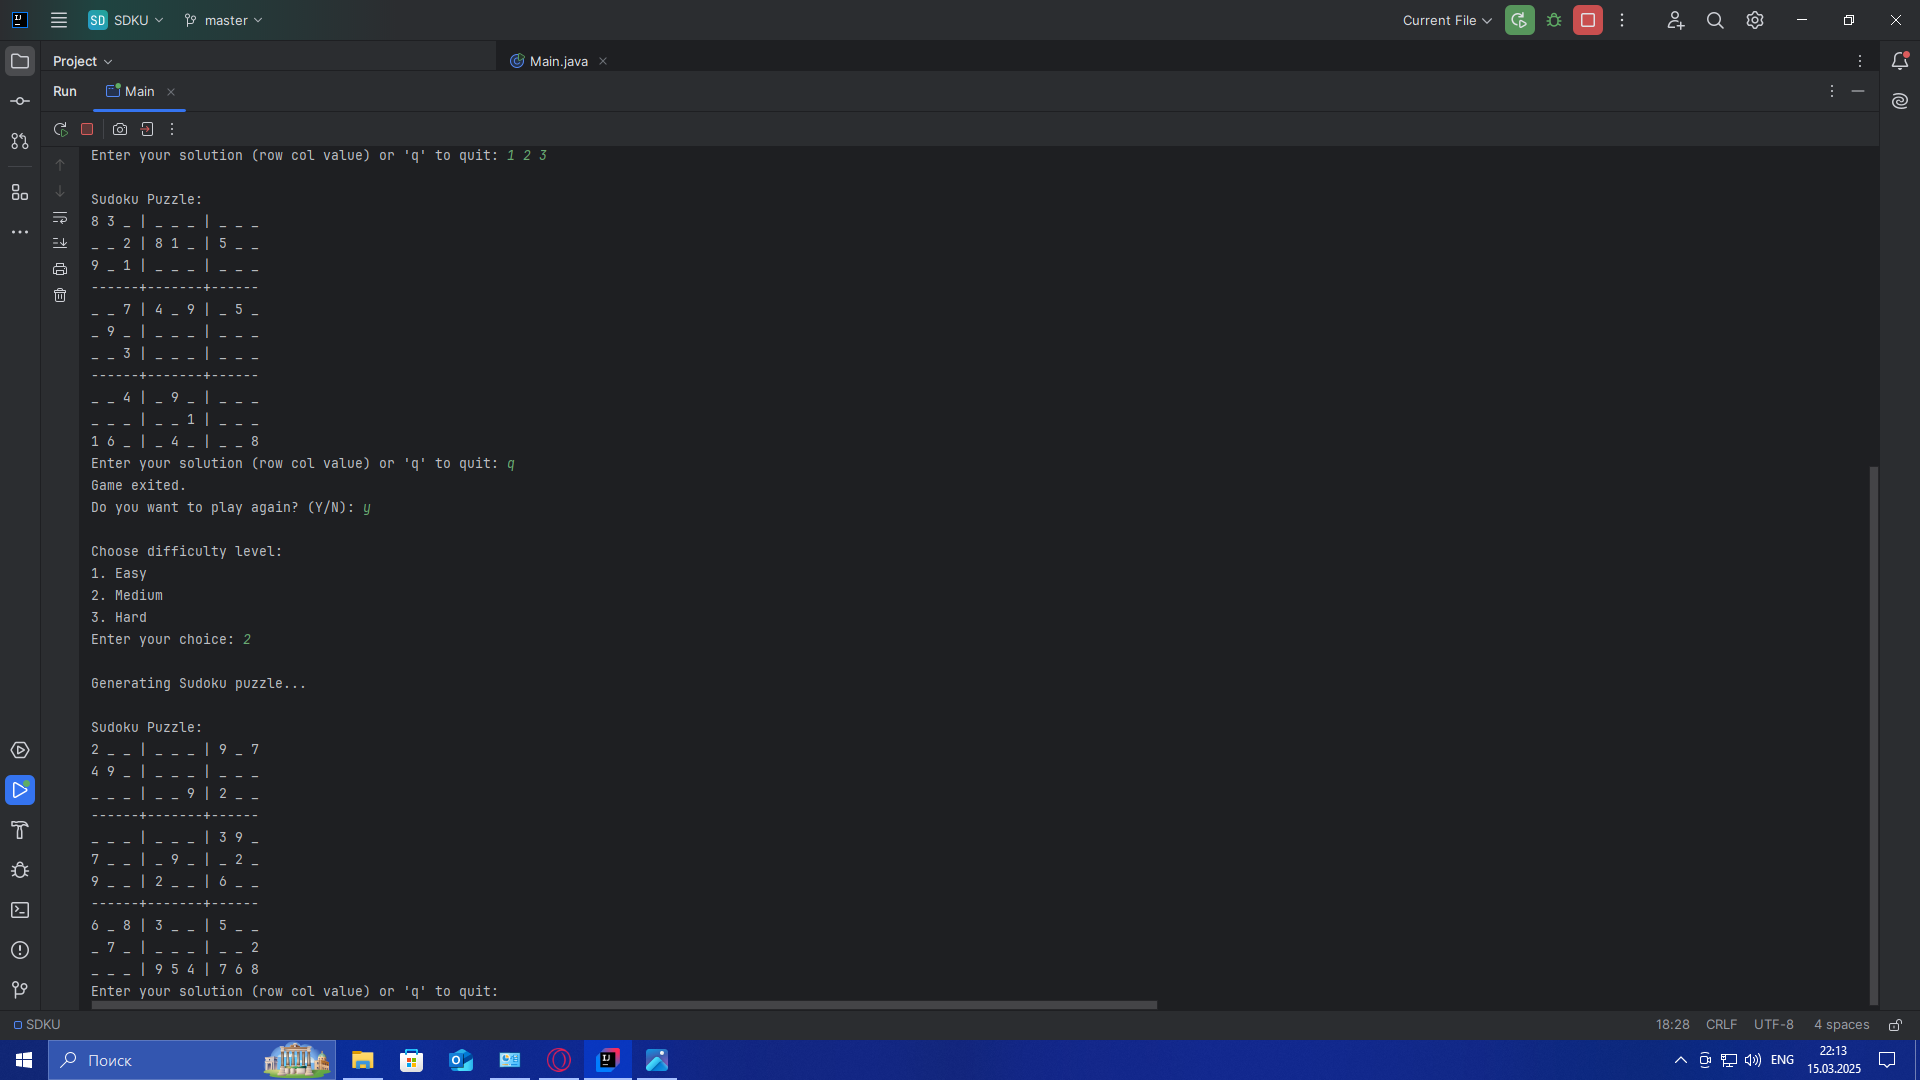 SD SDKU master Current File
Project Main.java
Run Main
Enter your solution (row col value) or 'q' to quit: 1 2 3
Sudoku Puzzle:
8 3 _ | _ _ _ | _ _ _
_ _ 2 | 8 1 _ | 5 _ _
9 _ 1 | _ _ _ | _ _ _
------+-------+------
_ _ 7 | 4 _ 9 | _ 5 _
_ 9 _ | _ _ _ | _ _ _
_ _ 3 | _ _ _ | _ _ _
------+-------+------
_ _ 4 | _ 9 _ | _ _ _
_ _ _ | _ _ 1 | _ _ _
1 6 _ | _ 4 _ | _ _ 8
Enter your solution (row col value) or 'q' to quit: q
Game exited.
Do you want to play again? (Y/N): y
Choose difficulty level:
1. Easy
2. Medium
3. Hard
Enter your choice: 2
Generating Sudoku puzzle...
Sudoku Puzzle:
2 _ _ | _ _ _ | 9 _ 7
4 9 _ | _ _ _ | _ _ _
_ _ _ | _ _ 9 | 2 _ _
------+-------+------
_ _ _ | _ _ _ | 3 9 _
7 _ _ | _ 9 _ | _ 2 _
9 _ _ | 2 _ _ | 6 _ _
------+-------+------
6 _ 8 | 3 _ _ | 5 _ _
_ 7 _ | _ _ _ | _ _ 2
_ _ _ | 9 5 4 | 7 6 8
Enter your solution (row col value) or 'q' to quit:
SDKU 18:28 CRLF UTF-8 4 spaces
Поиск ENG 22:13
15.03.2025